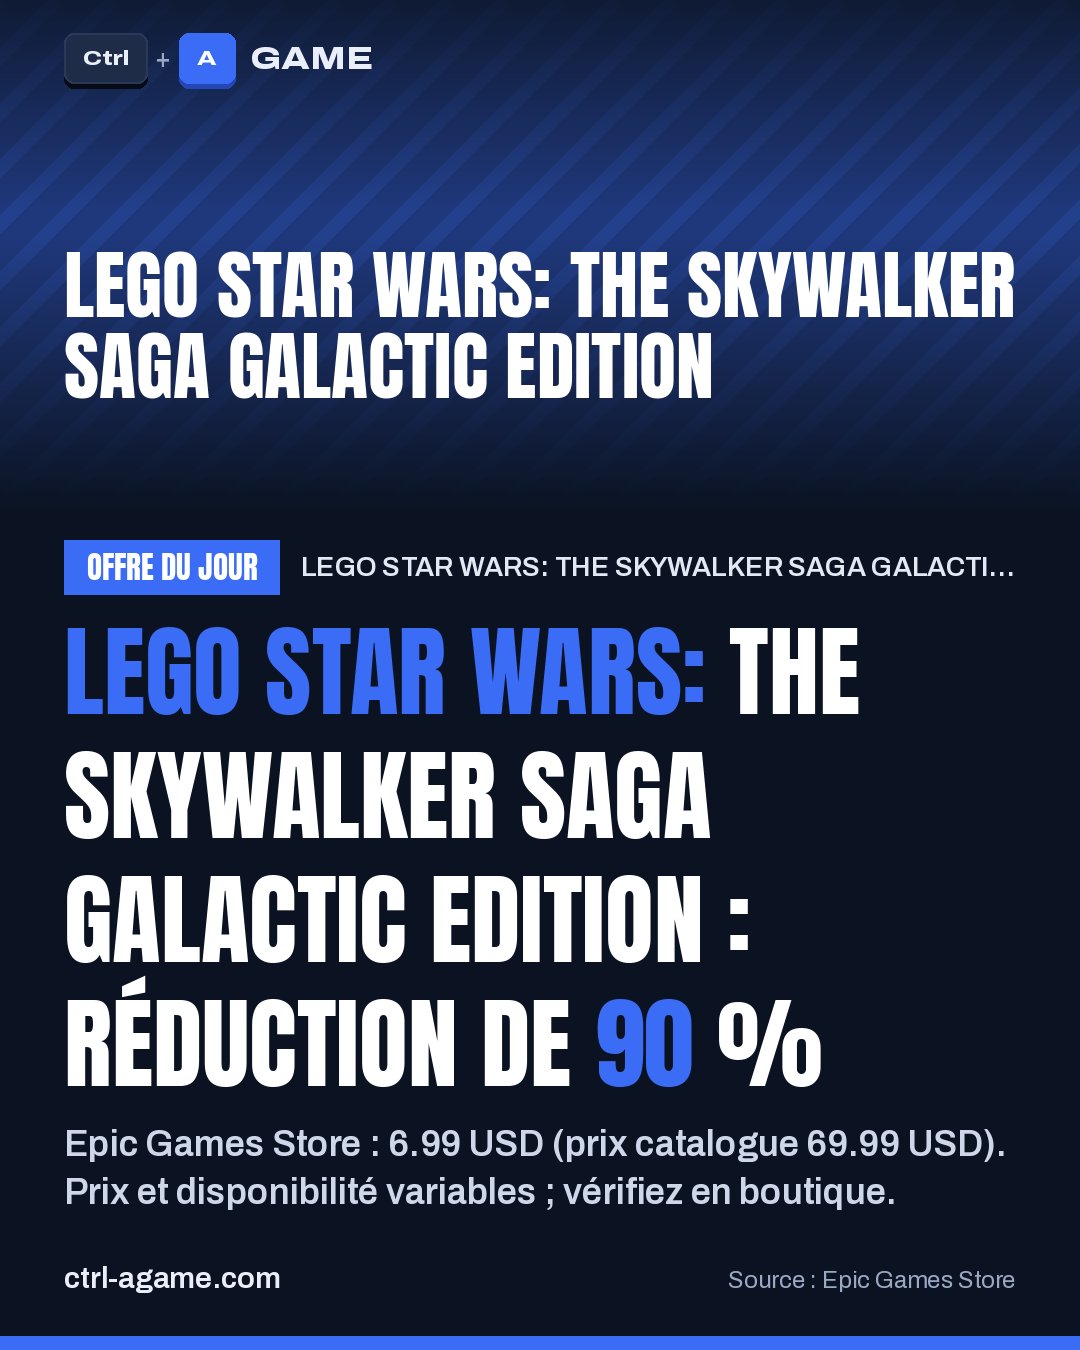 Ctrl + A GAME
LEGO STAR WARS: THE SKYWALKER
SAGA GALACTIC EDITION
OFFRE DU JOUR LEGO STAR WARS: THE SKYWALKER SAGA GALACTI...
LEGO STAR WARS: THE
SKYWALKER SAGA
GALACTIC EDITION :
RÉDUCTION DE 90 %
Epic Games Store : 6.99 USD (prix catalogue 69.99 USD).
Prix et disponibilité variables ; vérifiez en boutique.
ctrl-agame.com Source : Epic Games Store